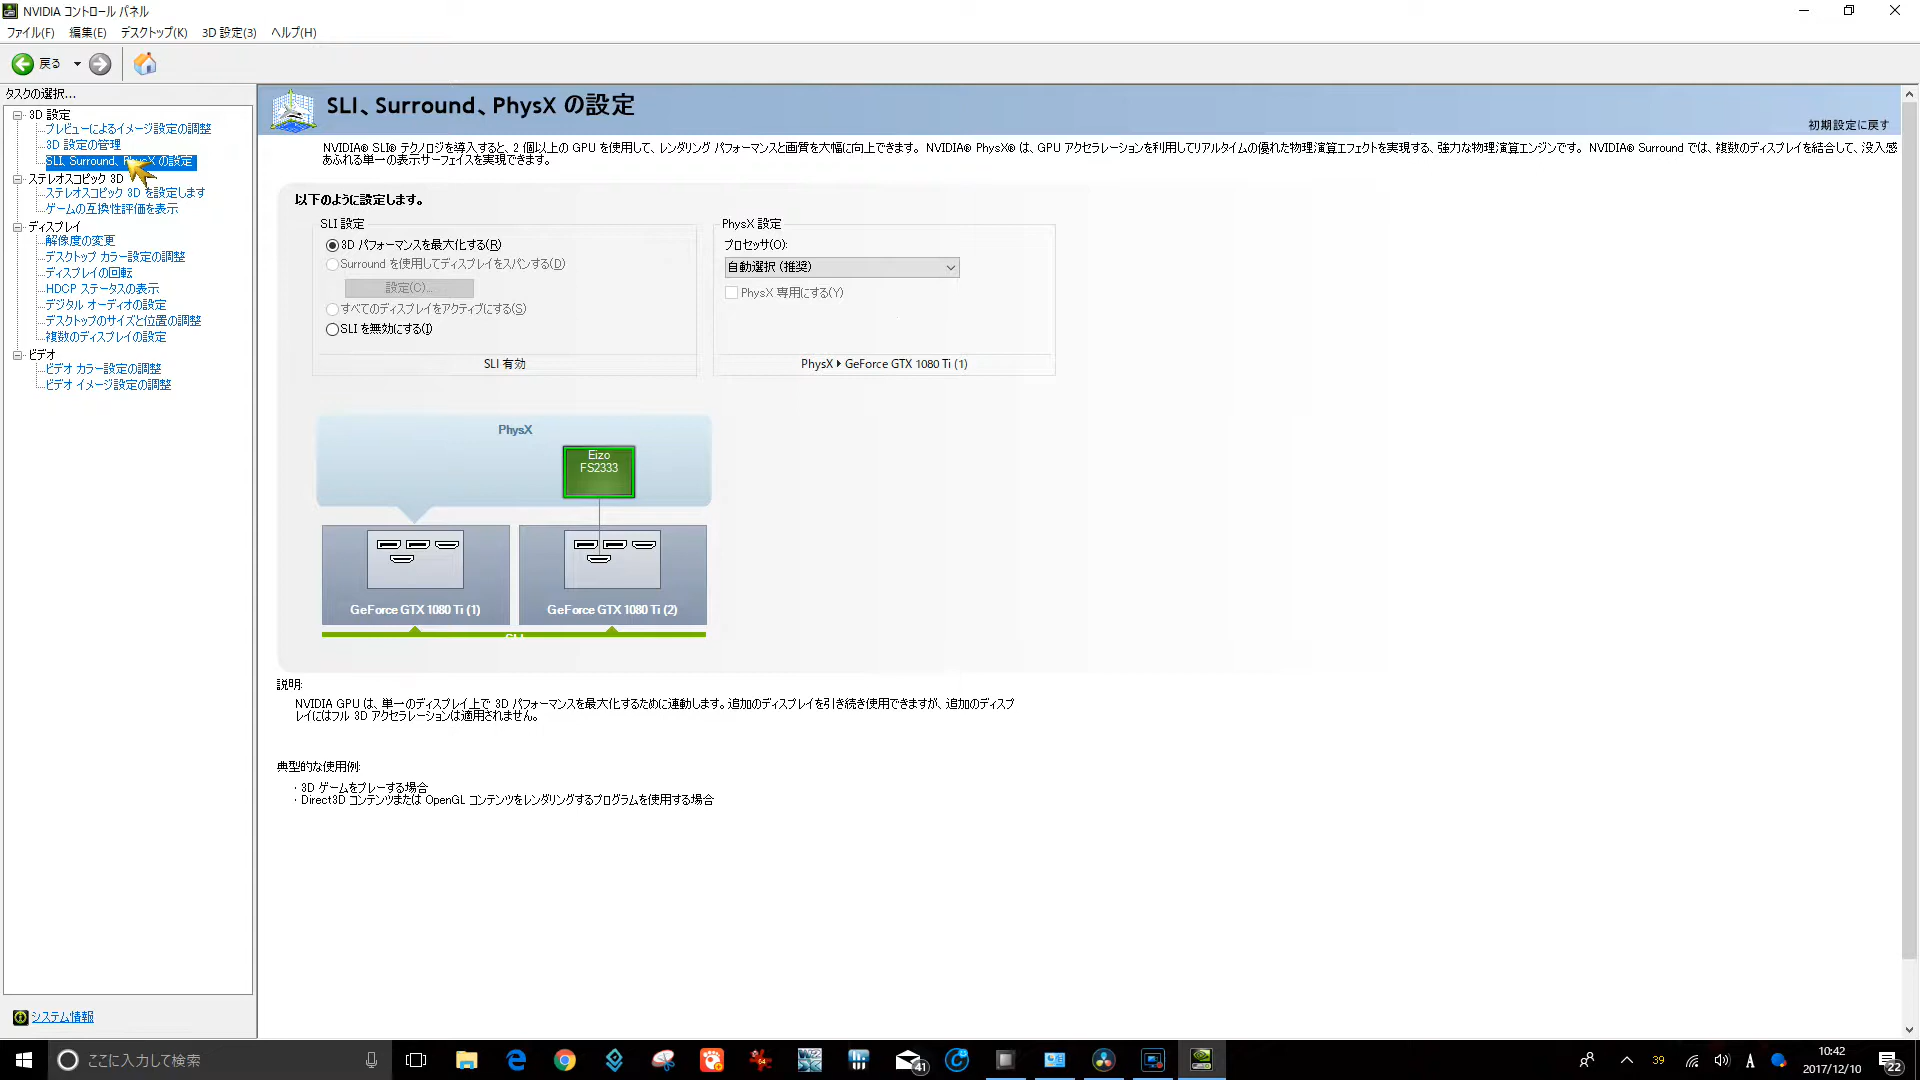 NVIDIA コントロール パネル
ファイル(F) 編集(E) デスクトップ(K) 3D 設定(3) ヘルプ(H)
戻る
タスクの選択...
3D 設定
プレビューによるイメージ設定の調整
3D 設定の管理
SLI、Surround、PhysX の設定
ステレオスコピック 3D
ステレオスコピック 3D を設定します
ゲームの互換性評価を表示
ディスプレイ
解像度の変更
デスクトップ カラー設定の調整
ディスプレイの回転
HDCP ステータスの表示
デジタル オーディオの設定
デスクトップのサイズと位置の調整
複数のディスプレイの設定
ビデオ
ビデオ カラー設定の調整
ビデオ イメージ設定の調整
システム情報
SLI、Surround、PhysX の設定
初期設定に戻す
NVIDIA® SLI® テクノロジを導入すると、2 個以上の GPU を使用して、レンダリング パフォーマンスと画質を大幅に向上できます。 NVIDIA® PhysX® は、GPU アクセラレーションを利用してリアルタイムの優れた物理演算エフェクトを実現する、強力な物理演算エンジンです。 NVIDIA® Surround では、複数のディスプレイを結合して、没入感
あふれる単一の表示サーフェイスを実現できます。
以下のように設定します。
SLI 設定
3D パフォーマンスを最大化する(R)
Surround を使用してディスプレイをスパンする(D)
設定(C)...
すべてのディスプレイをアクティブにする(S)
SLI を無効にする(I)
SLI 有効
PhysX 設定
プロセッサ(O):
自動選択 (推奨)
PhysX 専用にする(Y)
PhysX GeForce GTX 1080 Ti (1)
PhysX
Eizo
FS2333
GeForce GTX 1080 Ti (1)
GeForce GTX 1080 Ti (2)
SLI
説明:
NVIDIA GPU は、単一のディスプレイ上で 3D パフォーマンスを最大化するために連動します。追加のディスプレイを引き続き使用できますが、追加のディスプ
レイにはフル 3D アクセラレーションは適用されません。
典型的な使用例:
・3D ゲームをプレーする場合
・Direct3D コンテンツまたは OpenGL コンテンツをレンダリングするプログラムを使用する場合
ここに入力して検索
64
41
39
A
10:42
2017/12/10
22